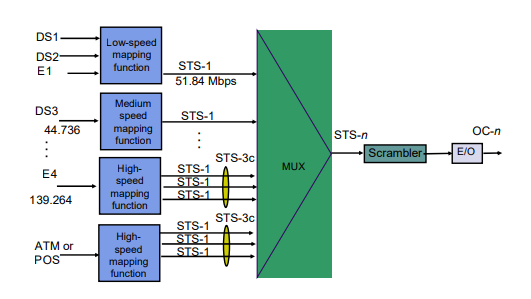 DS1
DS2
E1
Low-speed
mapping
function
STS-1
51.84 Mbps
DS3
44.736
Medium
speed
mapping
function
STS-1
E4
139.264
High-
speed
mapping
function
STS-1
STS-1
STS-1
STS-3c
ATM or
POS
High-
speed
mapping
function
STS-1
STS-1
STS-1
STS-3c
MUX
STS-n
Scrambler
E/O
OC-n